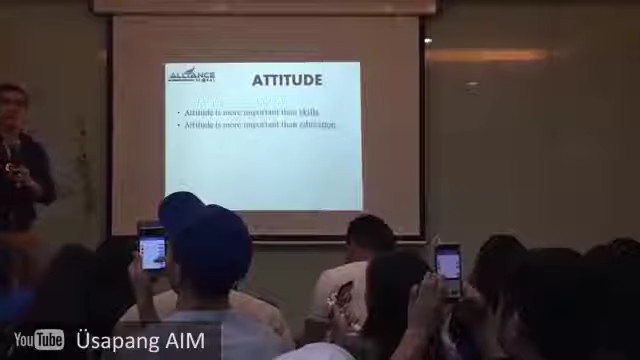 ALLIANCE
ATTITUDE
• Attitude is more important than skills
• Attitude is more important than education
YouTube Üsapang AIM